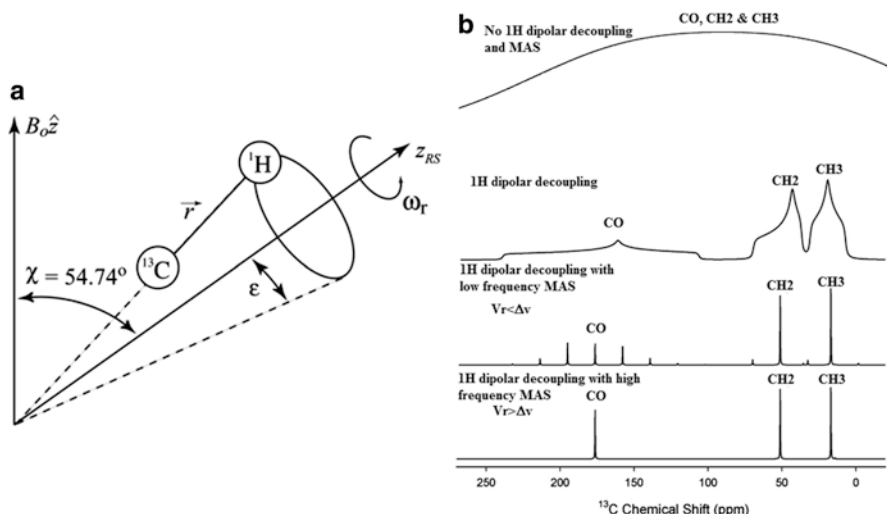 a
B₀ẑ
¹H
z_RS
ω_r
r⃗
¹³C
χ = 54.74º
ε
b
CO, CH2 & CH3
No 1H dipolar decoupling
and MAS
1H dipolar decoupling
CH2
CH3
CO
1H dipolar decoupling with
low frequency MAS
Vr<Δv
CH2
CH3
CO
1H dipolar decoupling with high
frequency MAS
Vr>Δv
CO
CH2
CH3
250 200 150 100 50 0
¹³C Chemical Shift (ppm)